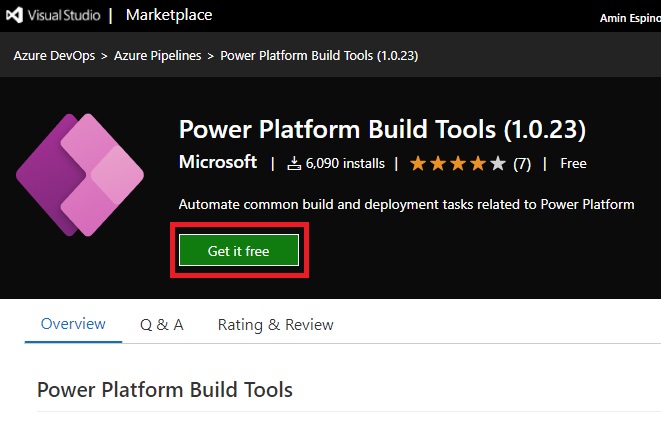 Visual Studio | Marketplace
Amin Espino
Azure DevOps > Azure Pipelines > Power Platform Build Tools (1.0.23)
Power Platform Build Tools (1.0.23)
Microsoft | 6,090 installs | (7) | Free
Automate common build and deployment tasks related to Power Platform
Get it free
Overview Q & A Rating & Review
Power Platform Build Tools